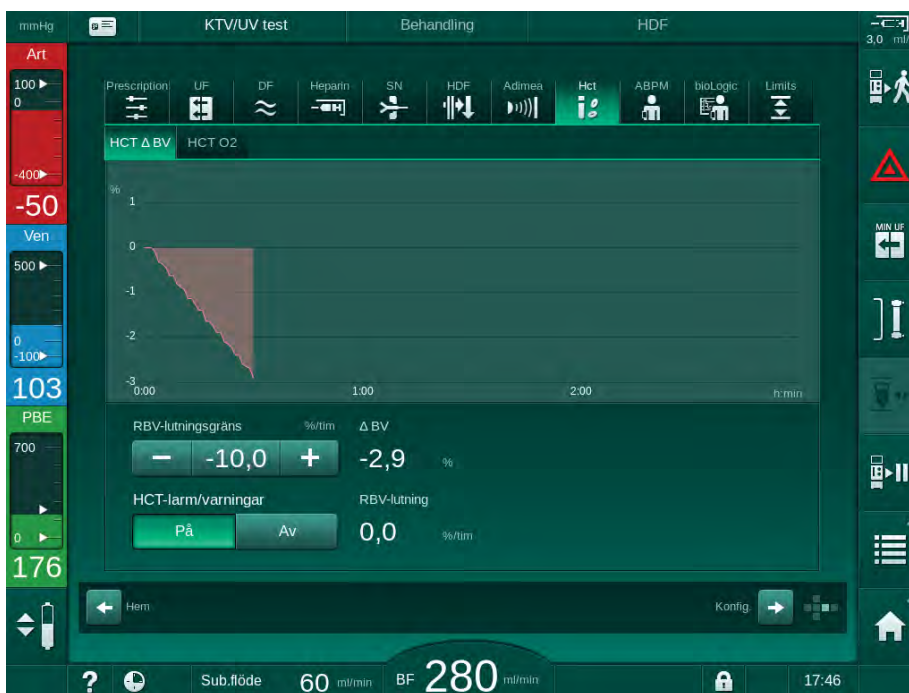 mmHg KTV/UV test Behandling HDF
3,0 ml/
Art
100
0
-400
-50
Ven
500
0
-100
103
PBE
700
0
176
Prescription UF DF Heparin SN HDF Adimea Hct ABPM bioLogic Limits
HCT Δ BV HCT O2
%
1
0
-1
-2
-3
0:00 1:00 2:00 h:min
RBV-lutningsgräns %/tim Δ BV
− -10,0 + -2,9 %
HCT-larm/varningar RBV-lutning
På Av 0,0 %/tim
MIN UF
Hem Konfig.
? Sub.flöde 60 ml/min BF 280 ml/min 17:46